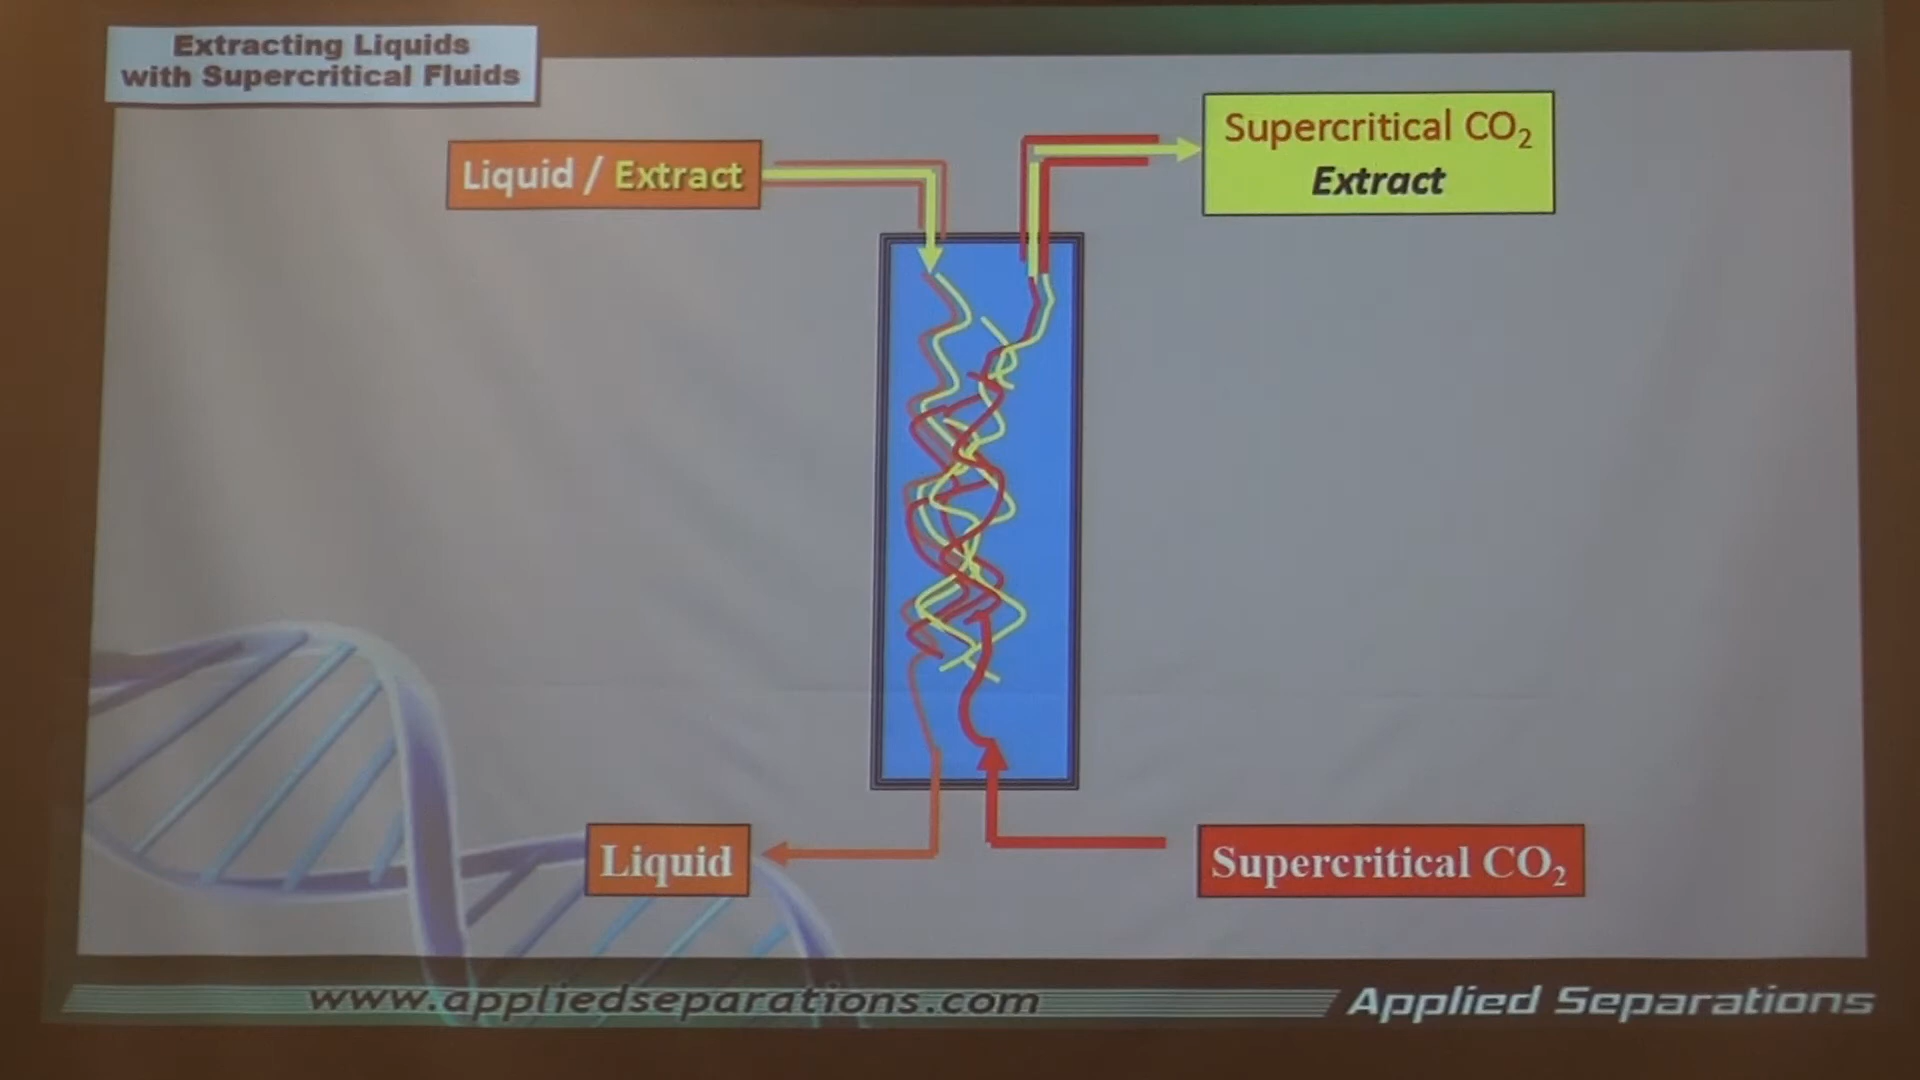 Extracting Liquids
with Supercritical Fluids
Liquid / Extract
Supercritical CO₂
Extract
Liquid
Supercritical CO₂
www.appliedseparations.com
Applied Separations